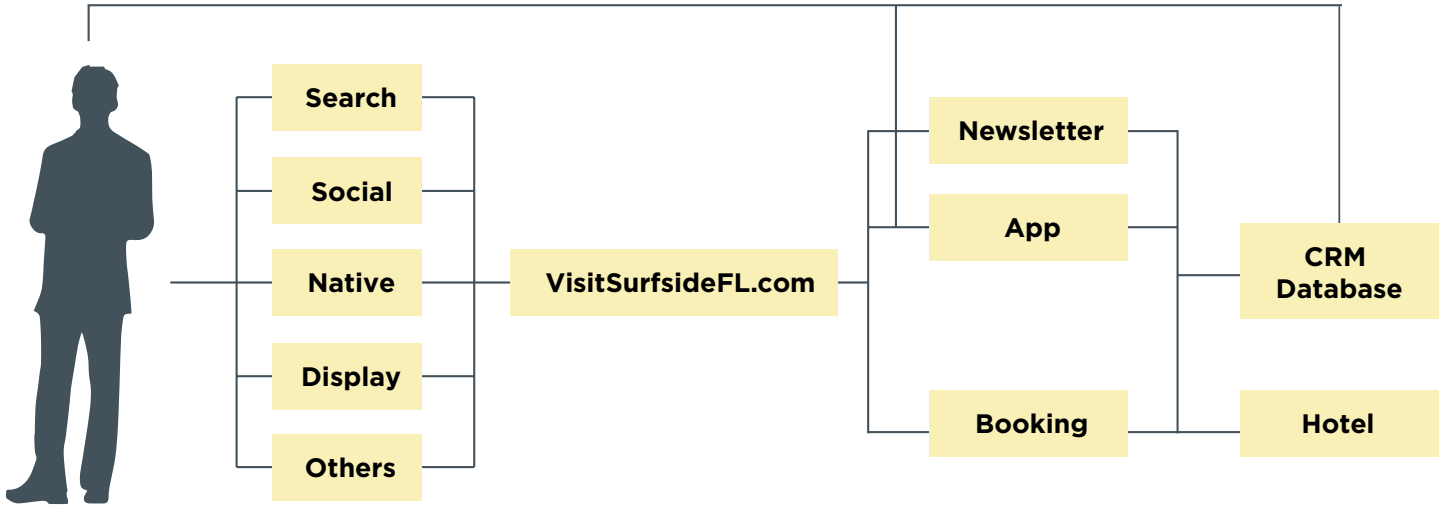 Search
Social
Native
Display
Others
VisitSurfsideFL.com
Newsletter
App
Booking
CRM
Database
Hotel